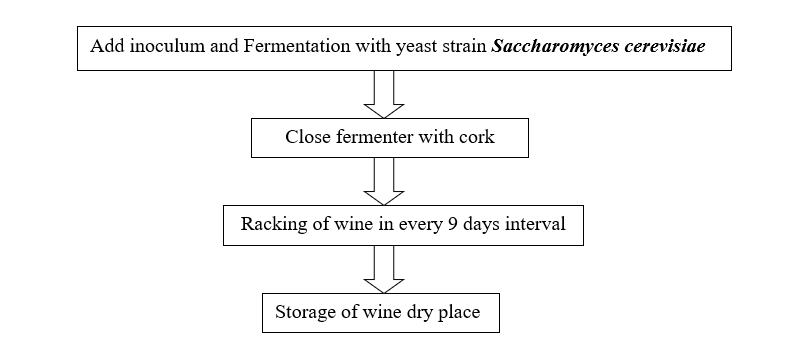 Add inoculum and Fermentation with yeast strain Saccharomyces cerevisiae
Close fermenter with cork
Racking of wine in every 9 days interval
Storage of wine dry place